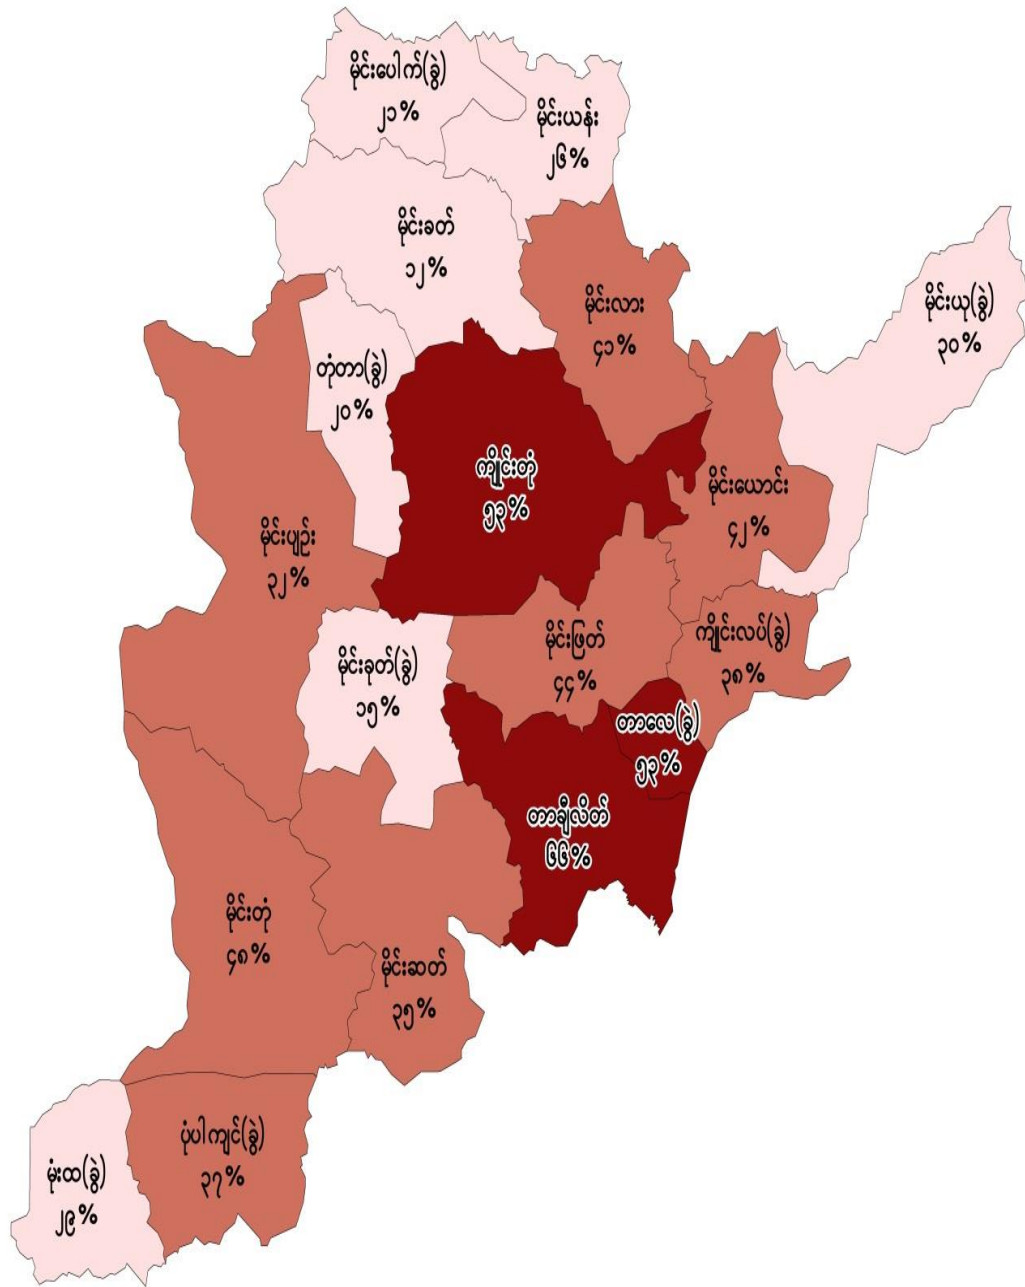 မိုင်းပေါက်(ခွဲ)
၂၁%
မိုင်းယန်း
၂၆%
မိုင်းခတ်
၁၂%
မိုင်းလား
၄၁%
မိုင်းယု(ခွဲ)
၃၀%
တုံတာ(ခွဲ)
၂၀%
ကျိုင်းတုံ
၅၃%
မိုင်းယောင်း
၄၂%
မိုင်းပျဉ်း
၃၂%
မိုင်းဖြတ်
၄၄%
ကျိုင်းလပ်(ခွဲ)
၃၈%
မိုင်းခုတ်(ခွဲ)
၁၅%
တာလေ(ခွဲ)
၅၃%
တာချီလိတ်
၆၆%
မိုင်းတုံ
၄၈%
မိုင်းဆတ်
၃၅%
ပုံပါကျင်(ခွဲ)
၃၇%
မုံးထ(ခွဲ)
၂၉%